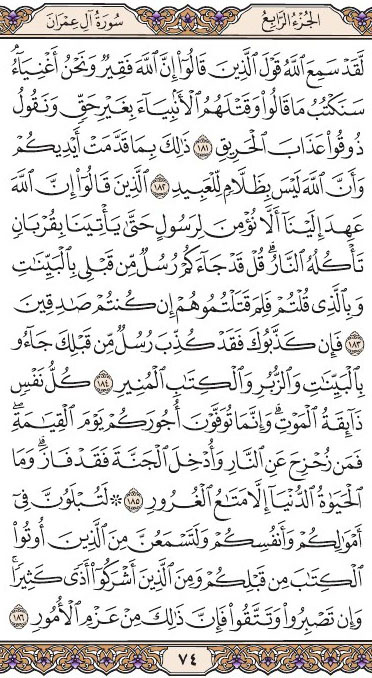 الجزء الرابع سورة آل عمران
لَّقَدْ سَمِعَ ٱللَّهُ قَوْلَ ٱلَّذِينَ قَالُوٓا۟ إِنَّ ٱللَّهَ فَقِيرٌ وَنَحْنُ أَغْنِيَآءُۘ
سَنَكْتُبُ مَا قَالُوا۟ وَقَتْلَهُمُ ٱلْأَنۢبِيَآءَ بِغَيْرِ حَقٍّ وَنَقُولُ
ذُوقُوا۟ عَذَابَ ٱلْحَرِيقِ ١٨١ ذَٰلِكَ بِمَا قَدَّمَتْ أَيْدِيكُمْ
وَأَنَّ ٱللَّهَ لَيْسَ بِظَلَّامٍ لِّلْعَبِيدِ ١٨٢ ٱلَّذِينَ قَالُوٓا۟ إِنَّ ٱللَّهَ
عَهِدَ إِلَيْنَآ أَلَّا نُؤْمِنَ لِرَسُولٍ حَتَّىٰ يَأْتِيَنَا بِقُرْبَانٍ
تَأْكُلُهُ ٱلنَّارُۗ قُلْ قَدْ جَآءَكُمْ رُسُلٌ مِّن قَبْلِى بِٱلْبَيِّنَـٰتِ
وَبِٱلَّذِى قُلْتُمْ فَلِمَ قَتَلْتُمُوهُمْ إِن كُنتُمْ صَـٰدِقِينَ
١٨٣ فَإِن كَذَّبُوكَ فَقَدْ كُذِّبَ رُسُلٌ مِّن قَبْلِكَ جَآءُو
بِٱلْبَيِّنَـٰتِ وَٱلزُّبُرِ وَٱلْكِتَـٰبِ ٱلْمُنِيرِ ١٨٤ كُلُّ نَفْسٍ
ذَآئِقَةُ ٱلْمَوْتِۗ وَإِنَّمَا تُوَفَّوْنَ أُجُورَكُمْ يَوْمَ ٱلْقِيَـٰمَةِۖ
فَمَن زُحْزِحَ عَنِ ٱلنَّارِ وَأُدْخِلَ ٱلْجَنَّةَ فَقَدْ فَازَۗ وَمَا
ٱلْحَيَوٰةُ ٱلدُّنْيَآ إِلَّا مَتَـٰعُ ٱلْغُرُورِ ١٨٥ ۞ لَتُبْلَوُنَّ فِىٓ
أَمْوَٰلِكُمْ وَأَنفُسِكُمْ وَلَتَسْمَعُنَّ مِنَ ٱلَّذِينَ أُوتُوا۟
ٱلْكِتَـٰبَ مِن قَبْلِكُمْ وَمِنَ ٱلَّذِينَ أَشْرَكُوٓا۟ أَذًى كَثِيرًاۚ
وَإِن تَصْبِرُوا۟ وَتَتَّقُوا۟ فَإِنَّ ذَٰلِكَ مِنْ عَزْمِ ٱلْأُمُورِ ١٨٦
٧٤